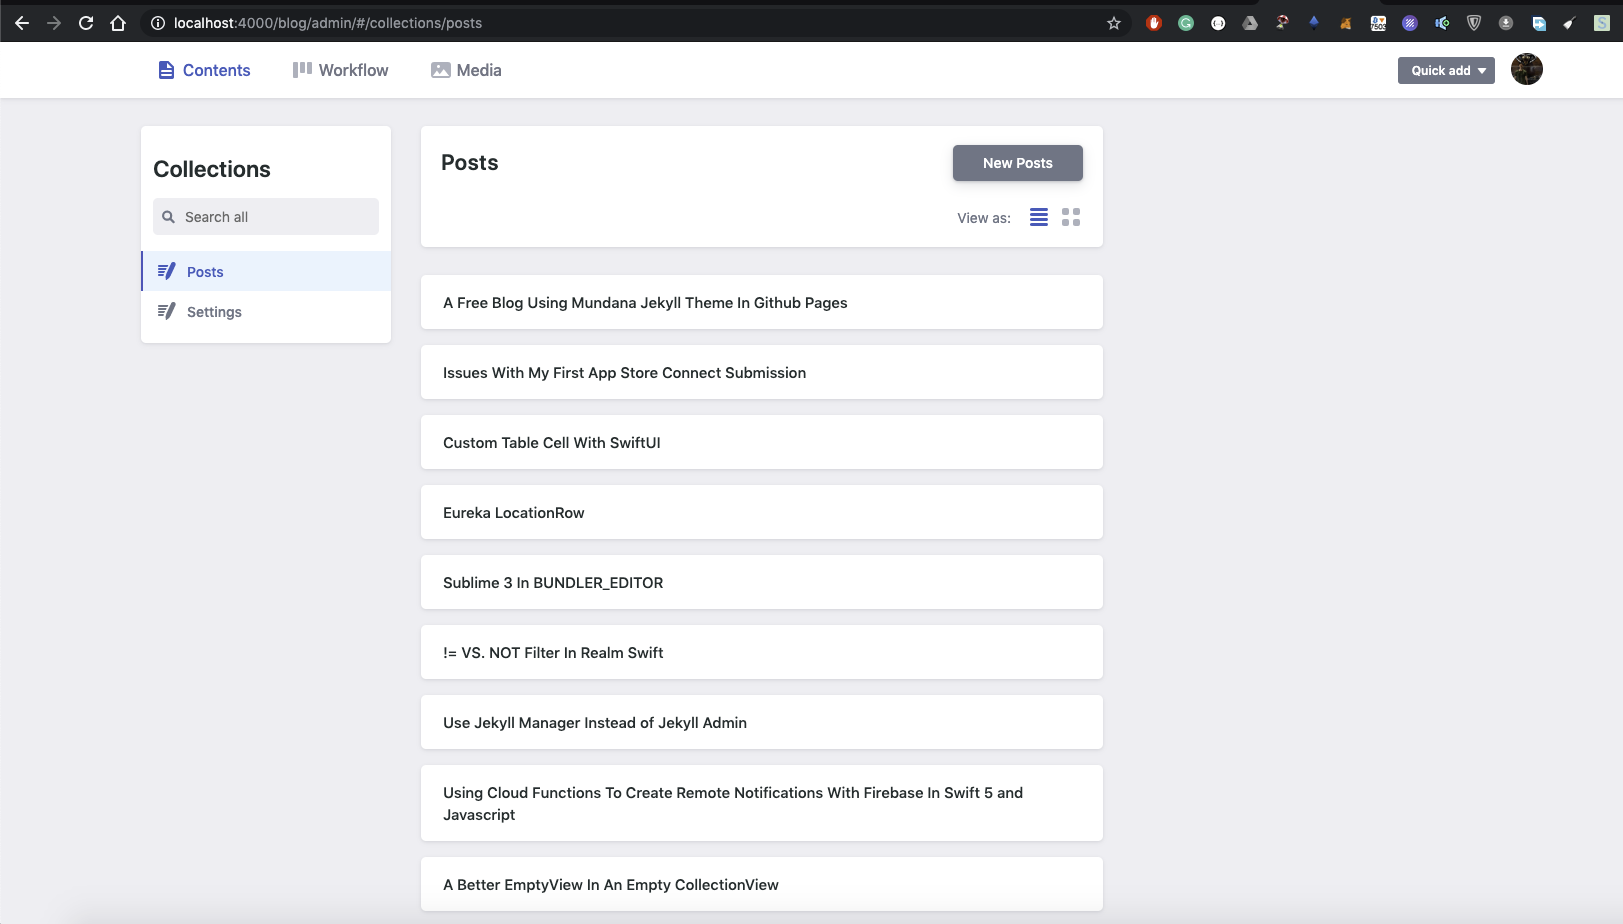 localhost:4000/blog/admin/#/collections/posts
Contents
Workflow
Media
Quick add
Collections
Search all
Posts
Settings
Posts
New Posts
View as:
A Free Blog Using Mundana Jekyll Theme In Github Pages
Issues With My First App Store Connect Submission
Custom Table Cell With SwiftUI
Eureka LocationRow
Sublime 3 In BUNDLER_EDITOR
!= VS. NOT Filter In Realm Swift
Use Jekyll Manager Instead of Jekyll Admin
Using Cloud Functions To Create Remote Notifications With Firebase In Swift 5 and
Javascript
A Better EmptyView In An Empty CollectionView